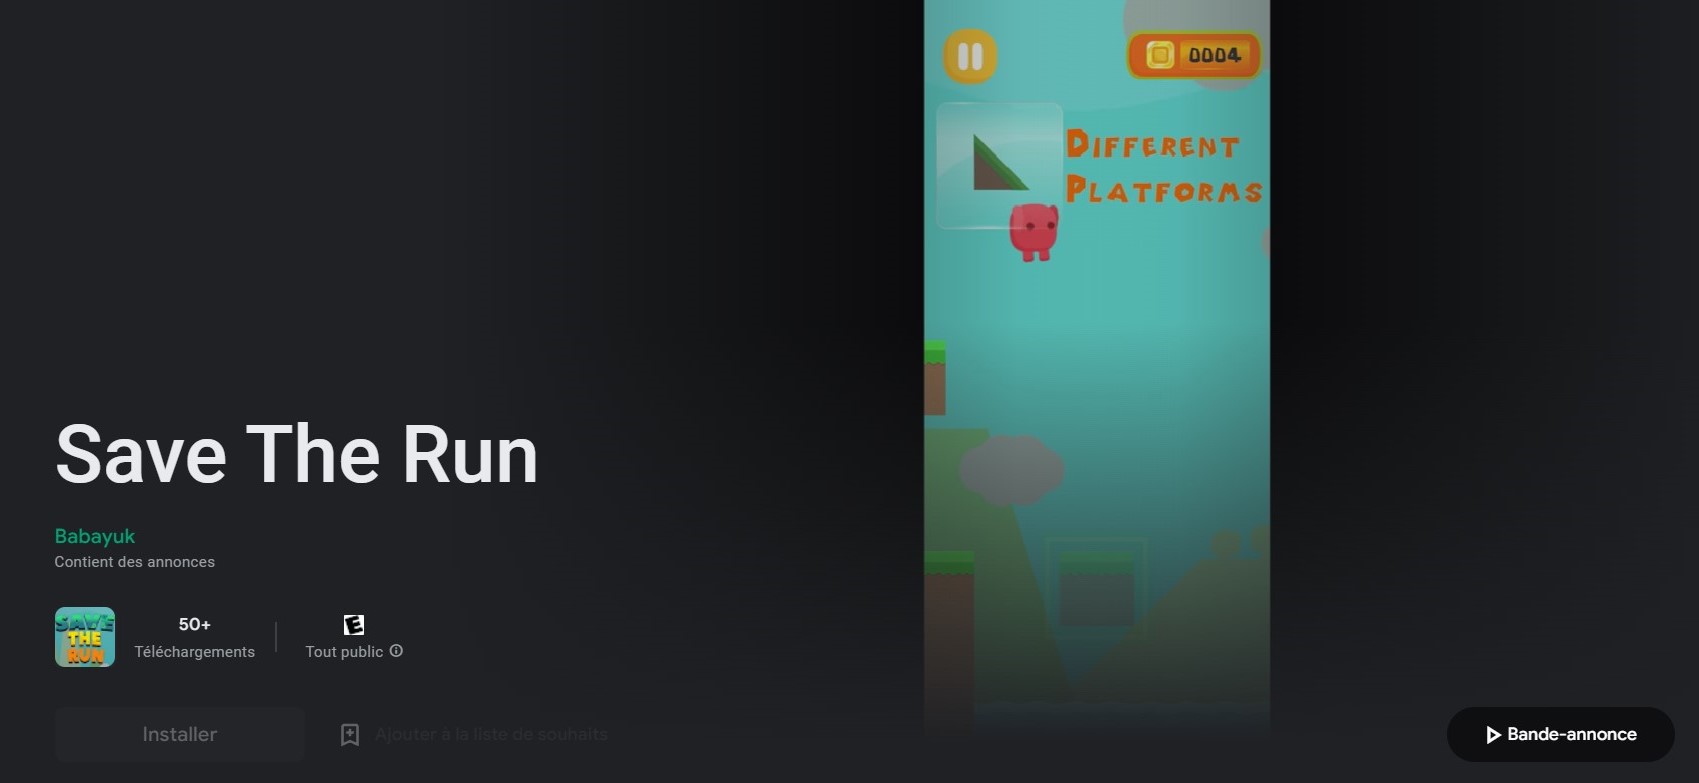 0004
DIFFERENT
PLATFORMS
Save The Run
Babayuk
Contient des annonces
SAVE
THE
RUN
50+
Téléchargements
E
Tout public
Installer
Ajouter à la liste de souhaits
Bande-annonce